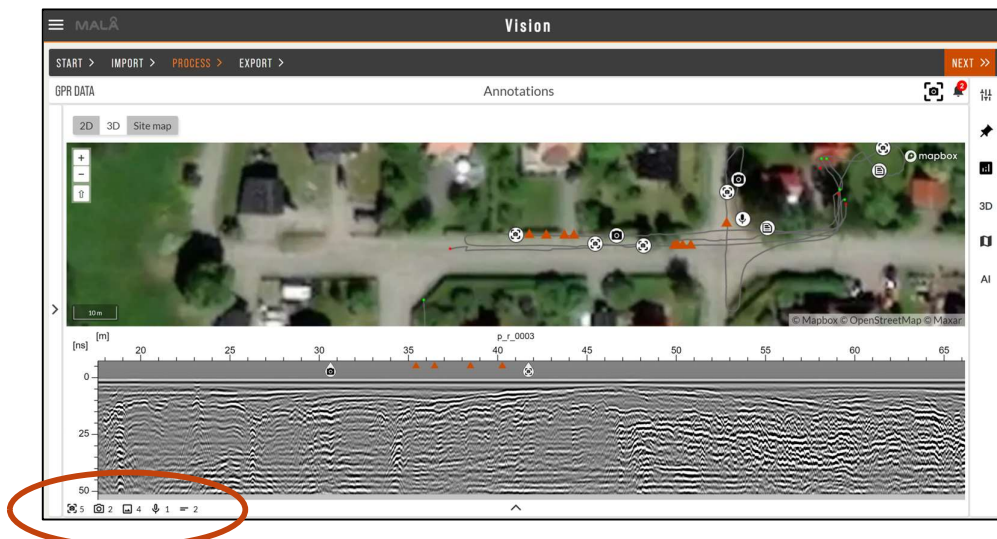 MALÅ
Vision
START > IMPORT > PROCESS > EXPORT >
NEXT >>
GPR DATA
Annotations
2
2D 3D Site map
+
−
mapbox
3D
AI
10 m
© Mapbox © OpenStreetMap © Maxar
[m]
p_r_0003
[ns]
20 25 30 35 40 45 50 55 60 65
0
25
50
5 2 4 1 2